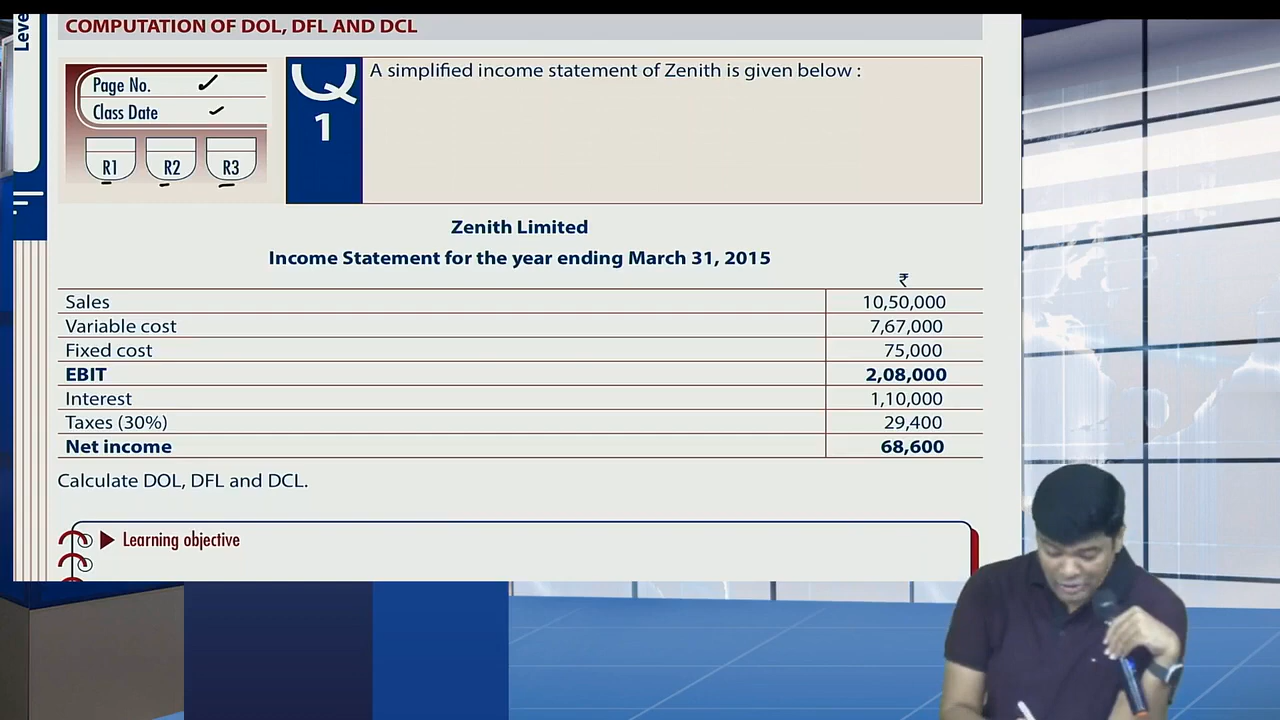 Leve
COMPUTATION OF DOL, DFL AND DCL
Page No.
Class Date
R1 R2 R3
Q
1
A simplified income statement of Zenith is given below :
Zenith Limited
Income Statement for the year ending March 31, 2015
₹
Sales 10,50,000
Variable cost 7,67,000
Fixed cost 75,000
EBIT 2,08,000
Interest 1,10,000
Taxes (30%) 29,400
Net income 68,600
Calculate DOL, DFL and DCL.
Learning objective